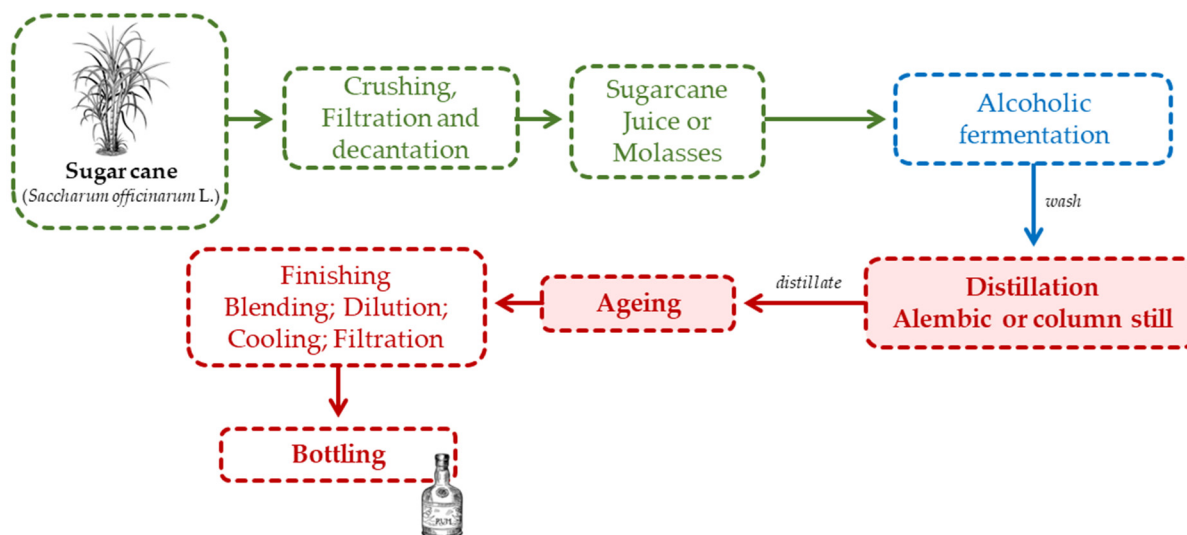 Sugar cane
(Saccharum officinarum L.)
Crushing,
Filtration and
decantation
Sugarcane
Juice or
Molasses
Alcoholic
fermentation
wash
Distillation
Alembic or column still
distillate
Ageing
Finishing
Blending; Dilution;
Cooling; Filtration
Bottling
RUM